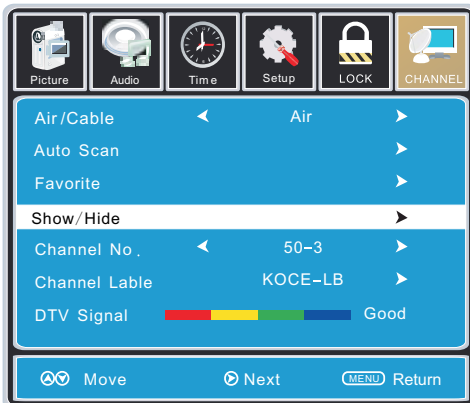 Picture Audio Time Setup LOCK CHANNEL
Air/Cable Air
Auto Scan
Favorite
Show/Hide
Channel No. 50-3
Channel Lable KOCE-LB
DTV Signal Good
Move Next MENU Return